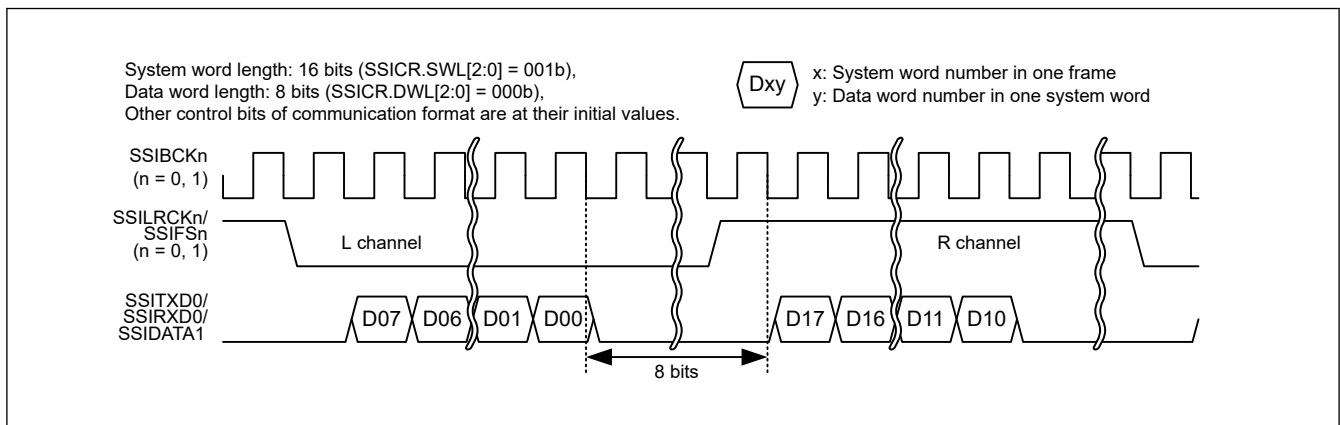 System word length: 16 bits (SSICR.SWL[2:0] = 001b),
Data word length: 8 bits (SSICR.DWL[2:0] = 000b),
Other control bits of communication format are at their initial values.
Dxy
x: System word number in one frame
y: Data word number in one system word
SSIBCKn
(n = 0, 1)
SSILRCKn/
SSIFSn
(n = 0, 1)
L channel
R channel
SSITXD0/
SSIRXD0/
SSIDATA1
D07 D06 D01 D00 D17 D16 D11 D10
8 bits